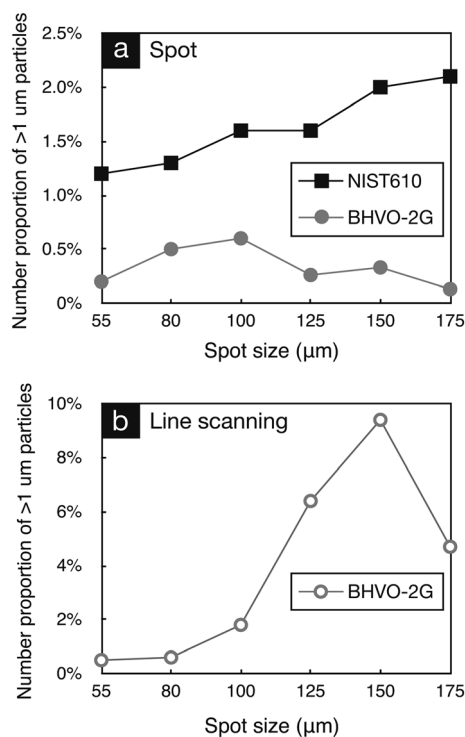 a Spot
Number proportion of >1 um particles
2.5%
2.0%
1.5%
1.0%
0.5%
0%
NIST610
BHVO-2G
55 80 100 125 150 175
Spot size (μm)
b Line scanning
Number proportion of >1 um particles
10%
8%
6%
4%
2%
0%
BHVO-2G
55 80 100 125 150 175
Spot size (μm)